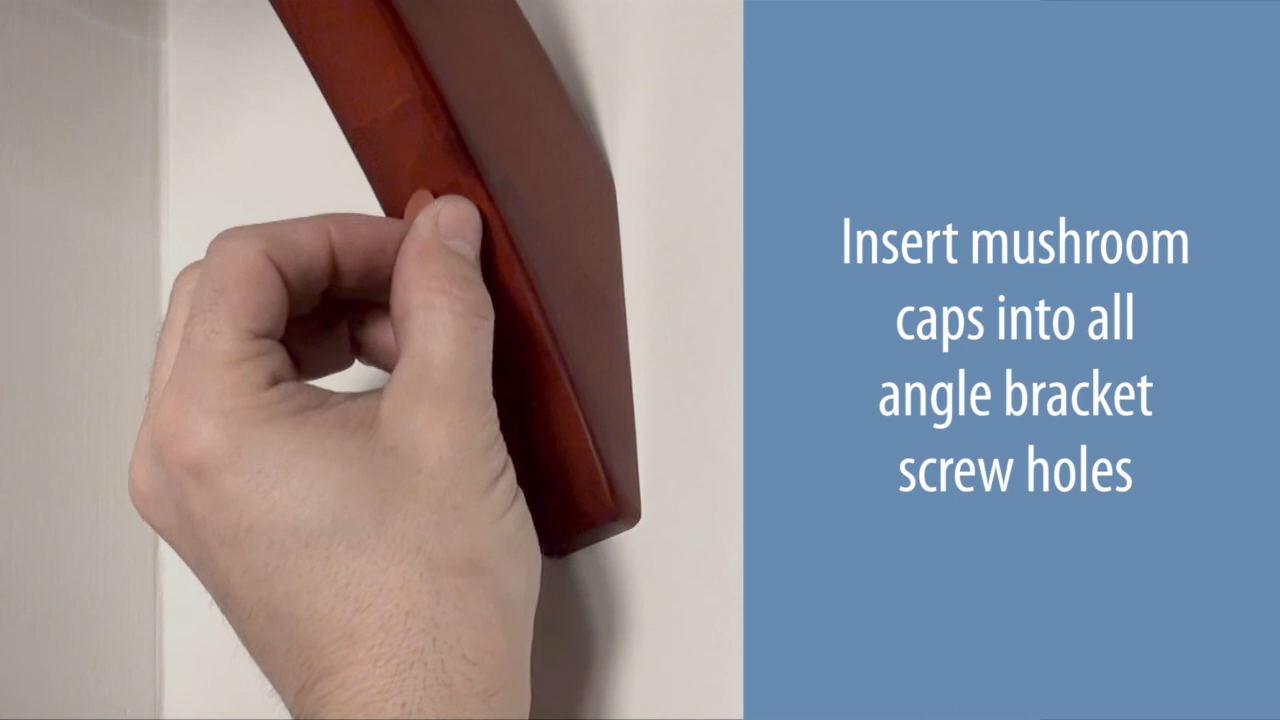 Insert mushroom
caps into all
angle bracket
screw holes